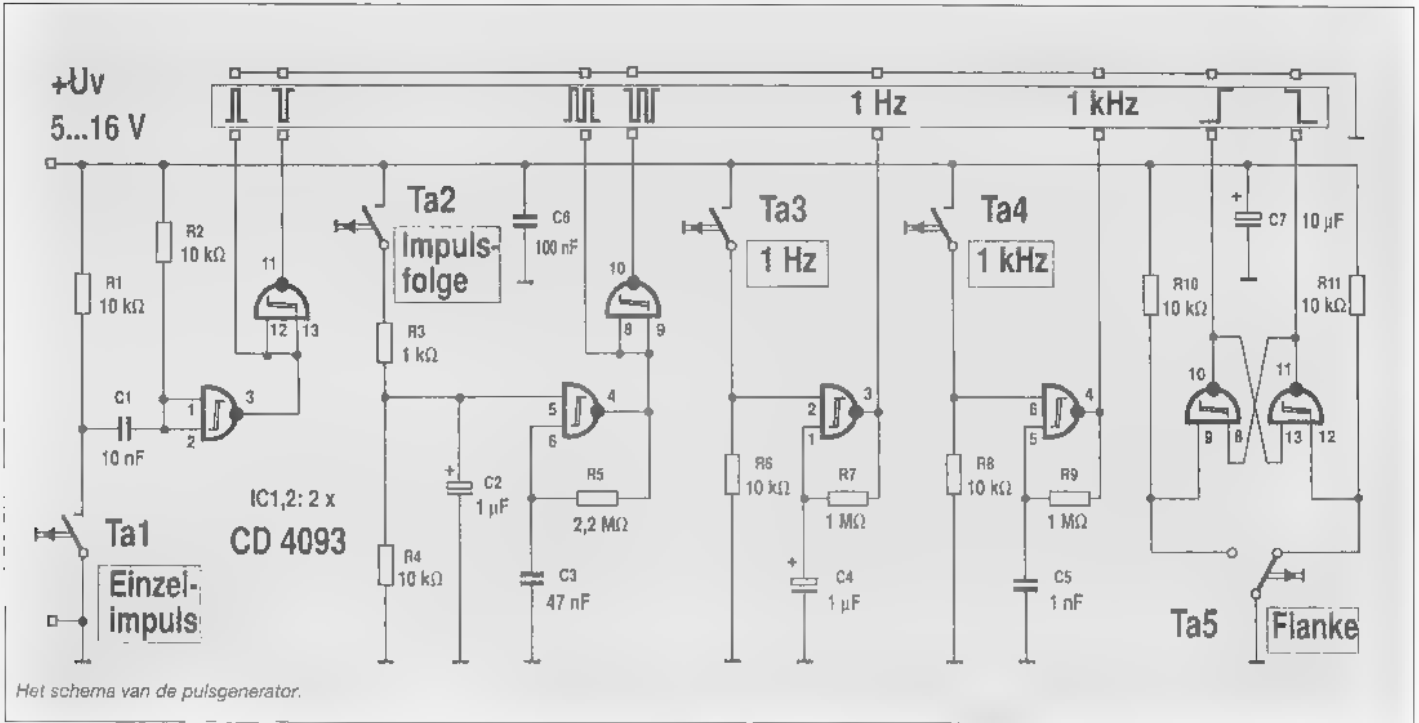 +Uv
5...16 V
1 Hz
1 kHz
R1
10 kΩ
R2
10 kΩ
C1
10 nF
1
2
3
11
12
13
Ta1
Einzel-
impuls
IC1,2: 2 x
CD 4093
Ta2
Impuls-
folge
R3
1 kΩ
R4
10 kΩ
C2
+
1 µF
C6
100 nF
5
6
4
C3
47 nF
R5
2,2 MΩ
10
8
9
Ta3
1 Hz
R6
10 kΩ
2
1
3
R7
1 MΩ
+
C4
1 µF
Ta4
1 kHz
R8
10 kΩ
6
5
4
R9
1 MΩ
C5
1 nF
+
C7
10 µF
R10
10 kΩ
R11
10 kΩ
10
11
9
8
13
12
Ta5
Flanke
Het schema van de pulsgenerator.